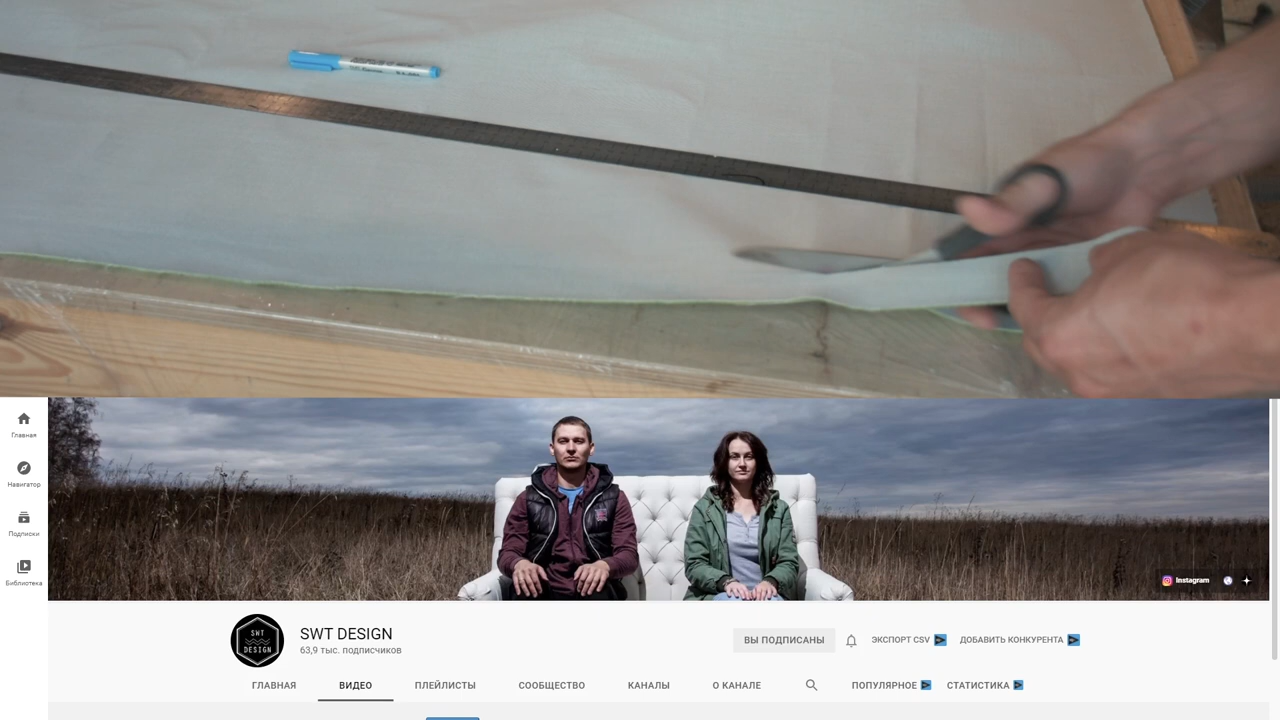 Главная
Навигатор
Подписки
Библиотека
Instagram
SWT
DESIGN
SWT DESIGN
63,9 тыс. подписчиков
ВЫ ПОДПИСАНЫ
ЭКСПОРТ CSV
ДОБАВИТЬ КОНКУРЕНТА
ГЛАВНАЯ
ВИДЕО
ПЛЕЙЛИСТЫ
СООБЩЕСТВО
КАНАЛЫ
О КАНАЛЕ
ПОПУЛЯРНОЕ
СТАТИСТИКА